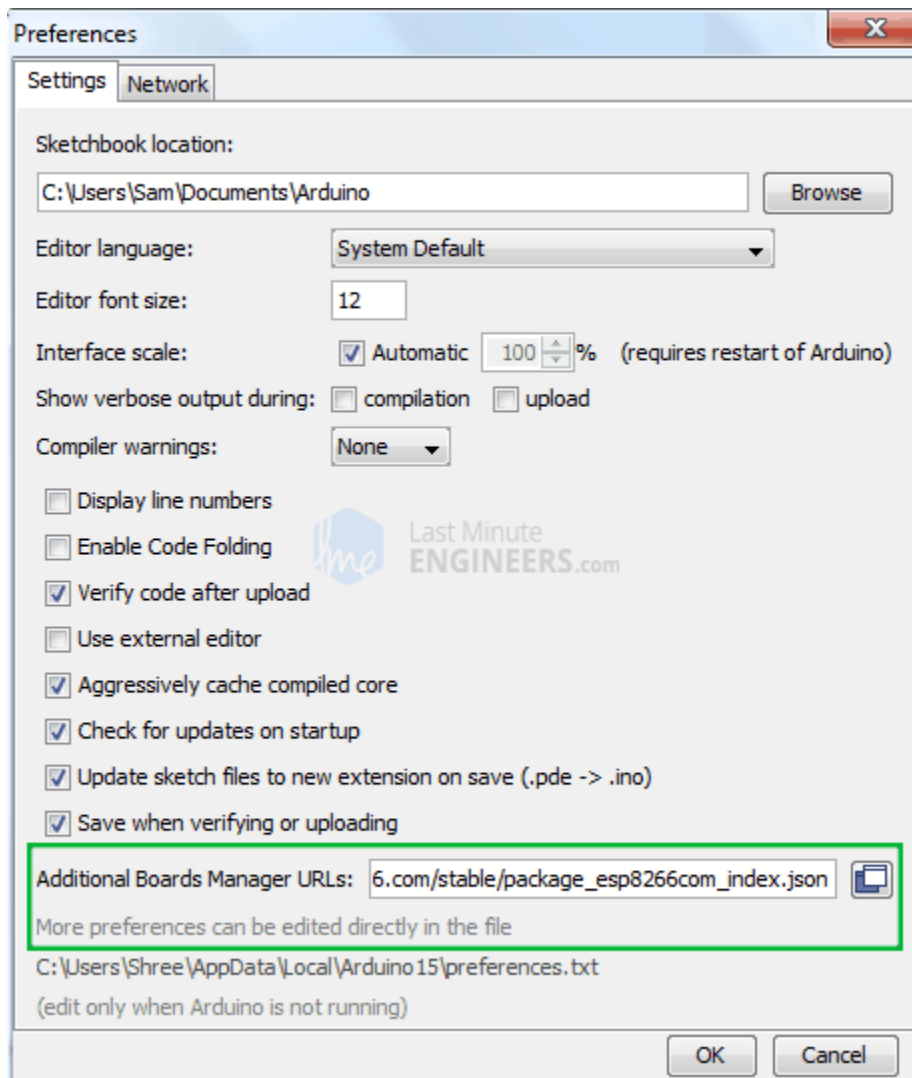 Preferences
Settings Network
Sketchbook location:
C:\Users\Sam\Documents\Arduino Browse
Editor language: System Default
Editor font size: 12
Interface scale: Automatic 100 % (requires restart of Arduino)
Show verbose output during: compilation upload
Compiler warnings: None
Display line numbers
Enable Code Folding
lme Last Minute
ENGINEERS.com
Verify code after upload
Use external editor
Aggressively cache compiled core
Check for updates on startup
Update sketch files to new extension on save (.pde -> .ino)
Save when verifying or uploading
Additional Boards Manager URLs: 6.com/stable/package_esp8266com_index.json
More preferences can be edited directly in the file
C:\Users\Shree\AppData\Local\Arduino15\preferences.txt
(edit only when Arduino is not running)
OK Cancel